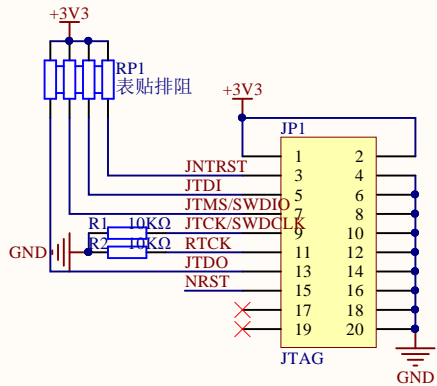 +3V3
RP1
表贴排阻
+3V3
JP1
1 2
JNTRST 3 4
JTDI 5 6
JTMS/SWDIO 7 8
R1 10KΩ JTCK/SWDCLK 9 10
GND R2 10KΩ RTCK 11 12
JTDO 13 14
NRST 15 16
17 18
19 20
JTAG
GND